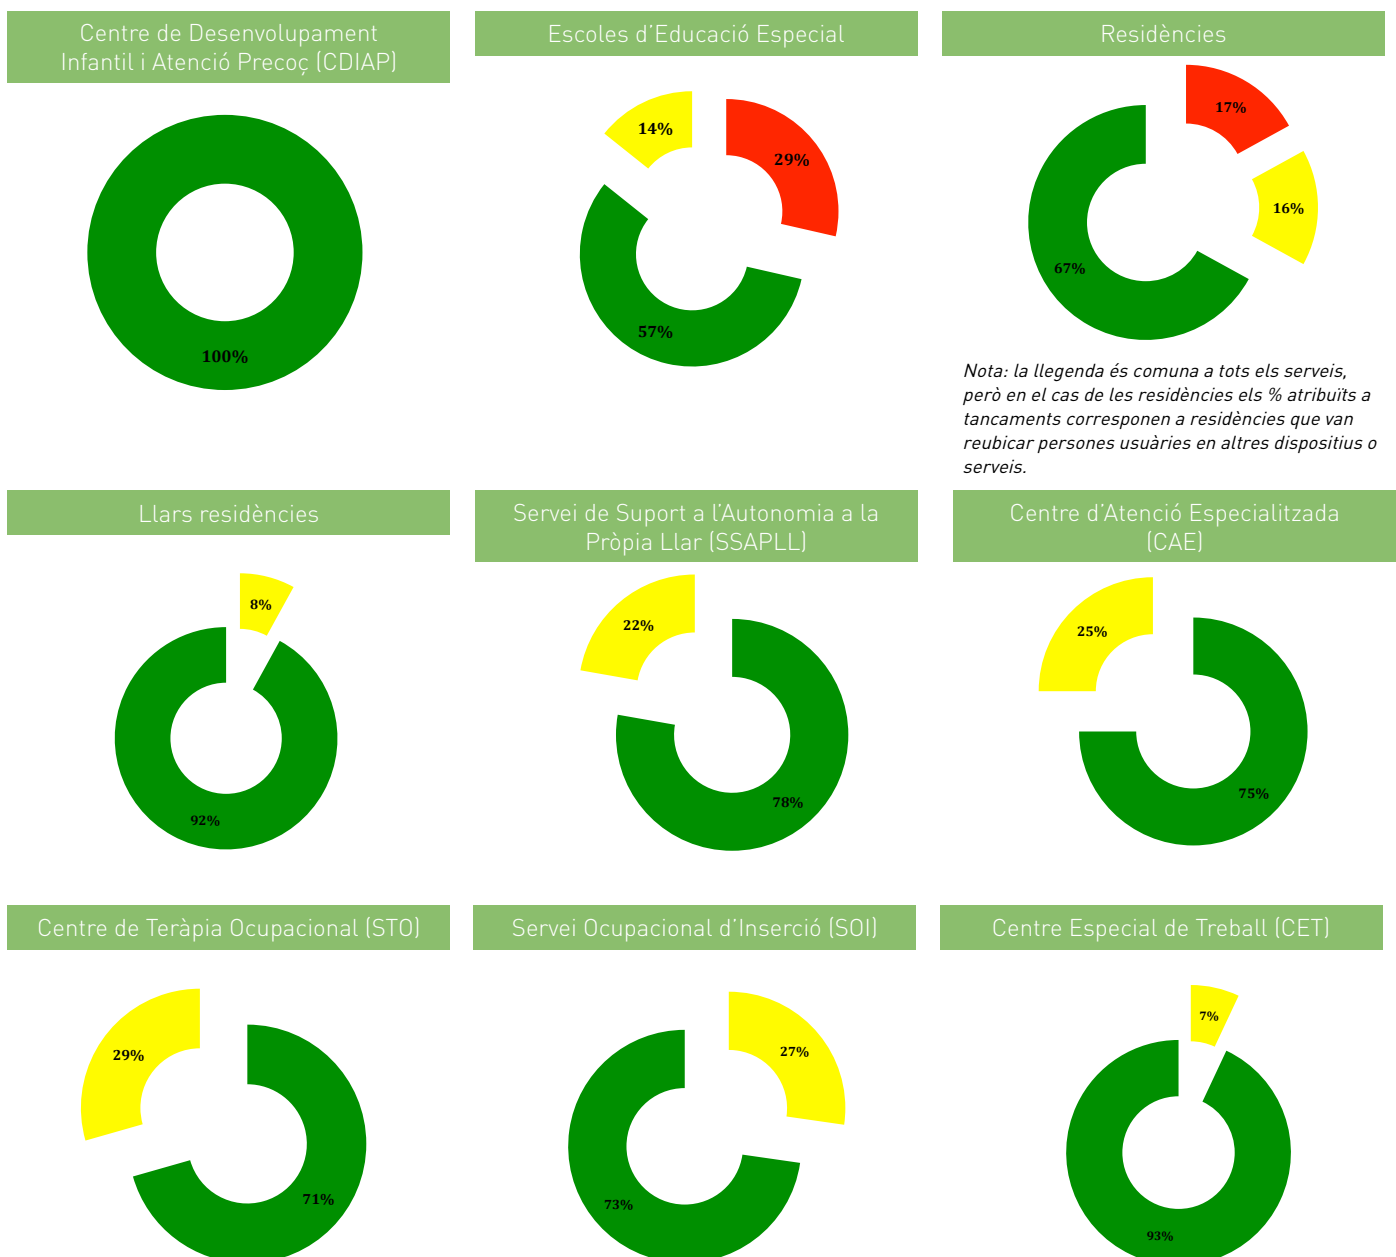 Centre de Desenvolupament
Infantil i Atenció Precoç (CDIAP)
100%
Escoles d'Educació Especial
14%
29%
57%
Residències
17%
16%
67%
Nota: la llegenda és comuna a tots els serveis,
però en el cas de les residències els % atribuïts a
tancaments corresponen a residències que van
reubicar persones usuàries en altres dispositius o
serveis.
Llars residències
8%
92%
Servei de Suport a l'Autonomia a la
Pròpia Llar (SSAPLL)
22%
78%
Centre d'Atenció Especialitzada
(CAE)
25%
75%
Centre de Teràpia Ocupacional (STO)
29%
71%
Servei Ocupacional d'Inserció (SOI)
27%
73%
Centre Especial de Treball (CET)
7%
93%